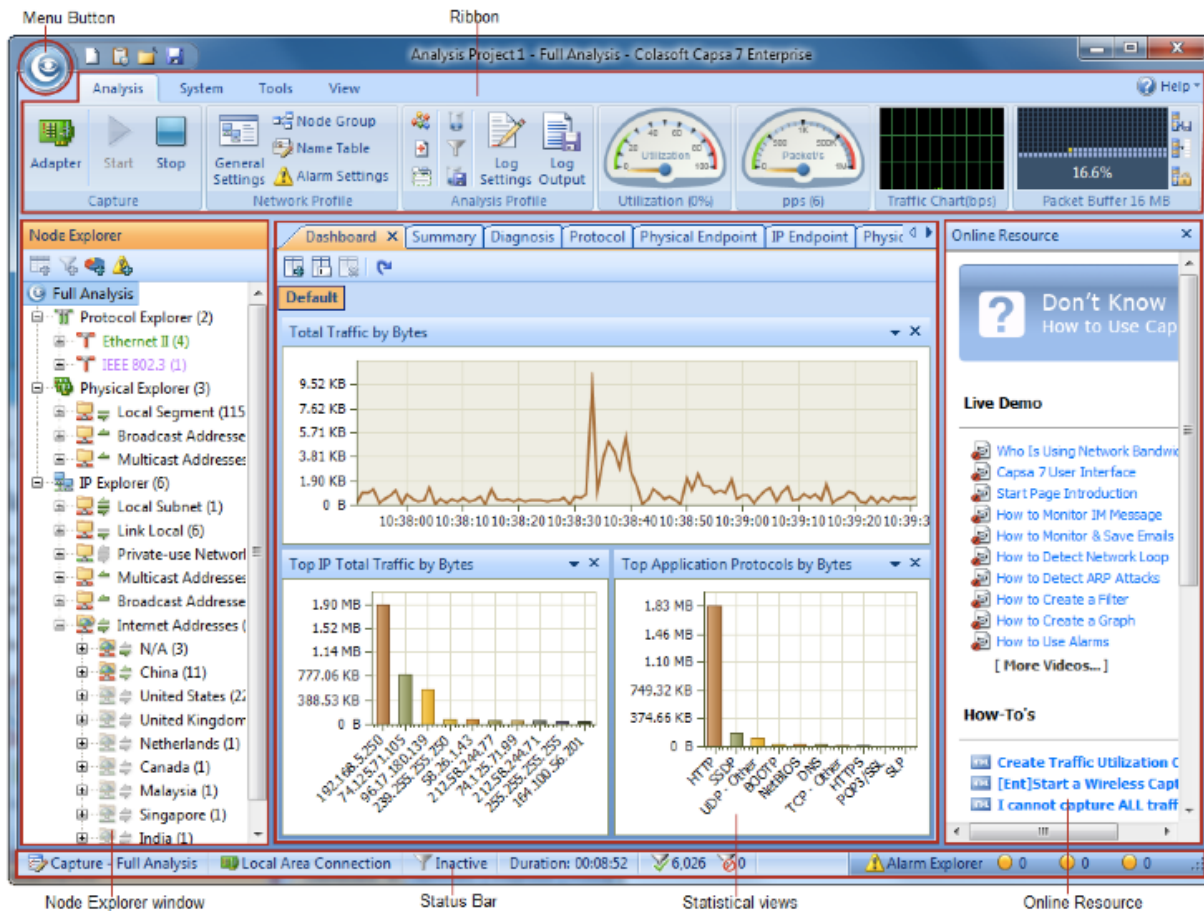 Menu Button
Ribbon
Analysis Project 1 - Full Analysis - Colasoft Capsa 7 Enterprise
Analysis System Tools View Help
Adapter Start Stop
Capture
General Settings
Node Group
Name Table
Alarm Settings
Network Profile
Log Settings
Log Output
Analysis Profile
20 40 60 80 100
Utilization
Utilization (0%)
0 500 1K 500K 1M
Packet/s
pps (6)
Traffic Chart(bps)
16.6%
Packet Buffer 16 MB
Node Explorer
Full Analysis
Protocol Explorer (2)
Ethernet II (4)
IEEE 802.3 (1)
Physical Explorer (3)
Local Segment (115
Broadcast Addresse
Multicast Addresses
IP Explorer (6)
Local Subnet (1)
Link Local (6)
Private-use Networl
Multicast Addresses
Broadcast Addresse
Internet Addresses (
N/A (3)
China (11)
United States (22
United Kingdom
Netherlands (1)
Canada (1)
Malaysia (1)
Singapore (1)
India (1)
Dashboard Summary Diagnosis Protocol Physical Endpoint IP Endpoint Physic
Default
Total Traffic by Bytes
9.52 KB
7.62 KB
5.71 KB
3.81 KB
1.90 KB
0 B
10:38:00 10:38:10 10:38:20 10:38:30 10:38:40 10:38:50 10:39:00 10:39:10 10:39:20 10:39:3
Top IP Total Traffic by Bytes
1.90 MB
1.52 MB
1.14 MB
777.06 KB
388.53 KB
0 B
192.168.5.250
74.125.71.105
96.17.180.139
239.255.255.250
58.26.1.43
212.58.244.77
74.125.71.99
212.58.244.71
255.255.255.255
164.100.56.201
Top Application Protocols by Bytes
1.83 MB
1.46 MB
1.10 MB
749.32 KB
374.66 KB
0 B
HTTP
SSDP
UDP - Other
BOOTP
NetBIOS
DNS
TCP - Other
HTTPS
POP3/SSL
SLP
Online Resource
Don't Know
How to Use Cap
Live Demo
Who Is Using Network Bandwid
Capsa 7 User Interface
Start Page Introduction
How to Monitor IM Message
How to Monitor & Save Emails
How to Detect Network Loop
How to Detect ARP Attacks
How to Create a Filter
How to Create a Graph
How to Use Alarms
[ More Videos... ]
How-To's
Create Traffic Utilization C
[Ent]Start a Wireless Capt
I cannot capture ALL traff
Capture - Full Analysis Local Area Connection Inactive Duration: 00:08:52 6,026 0 Alarm Explorer 0 0 0
Node Explorer window
Status Bar
Statistical views
Online Resource